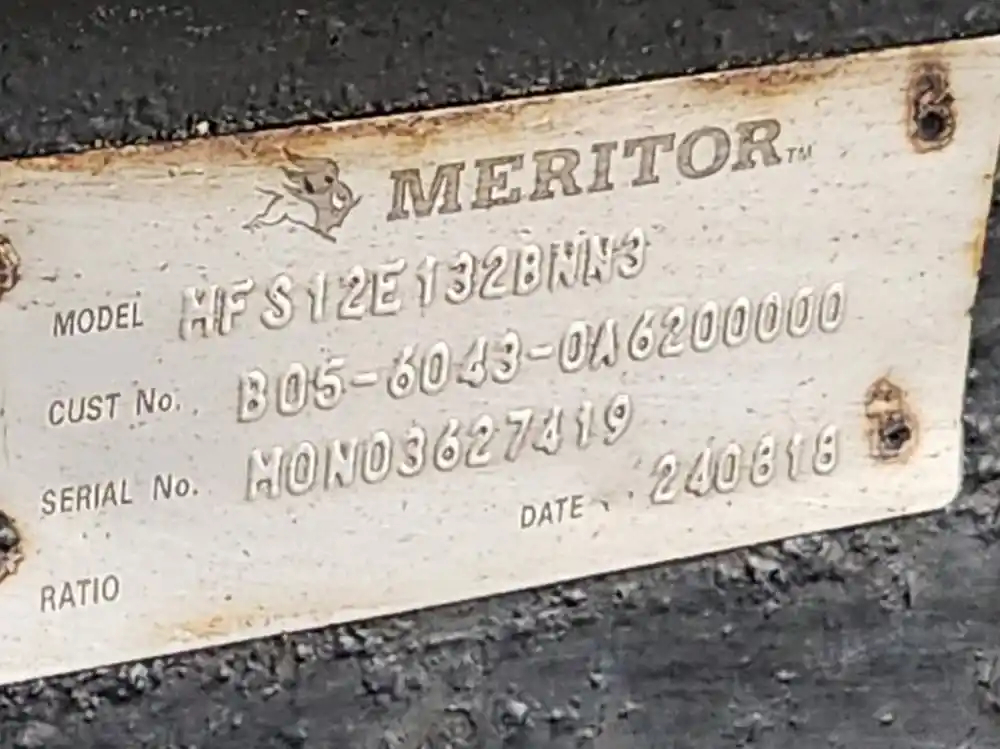 MERITOR™
MODEL MFS12E132BNN3
CUST No. B05-6043-0A6200000
SERIAL No. MON03627419
DATE 240818
RATIO